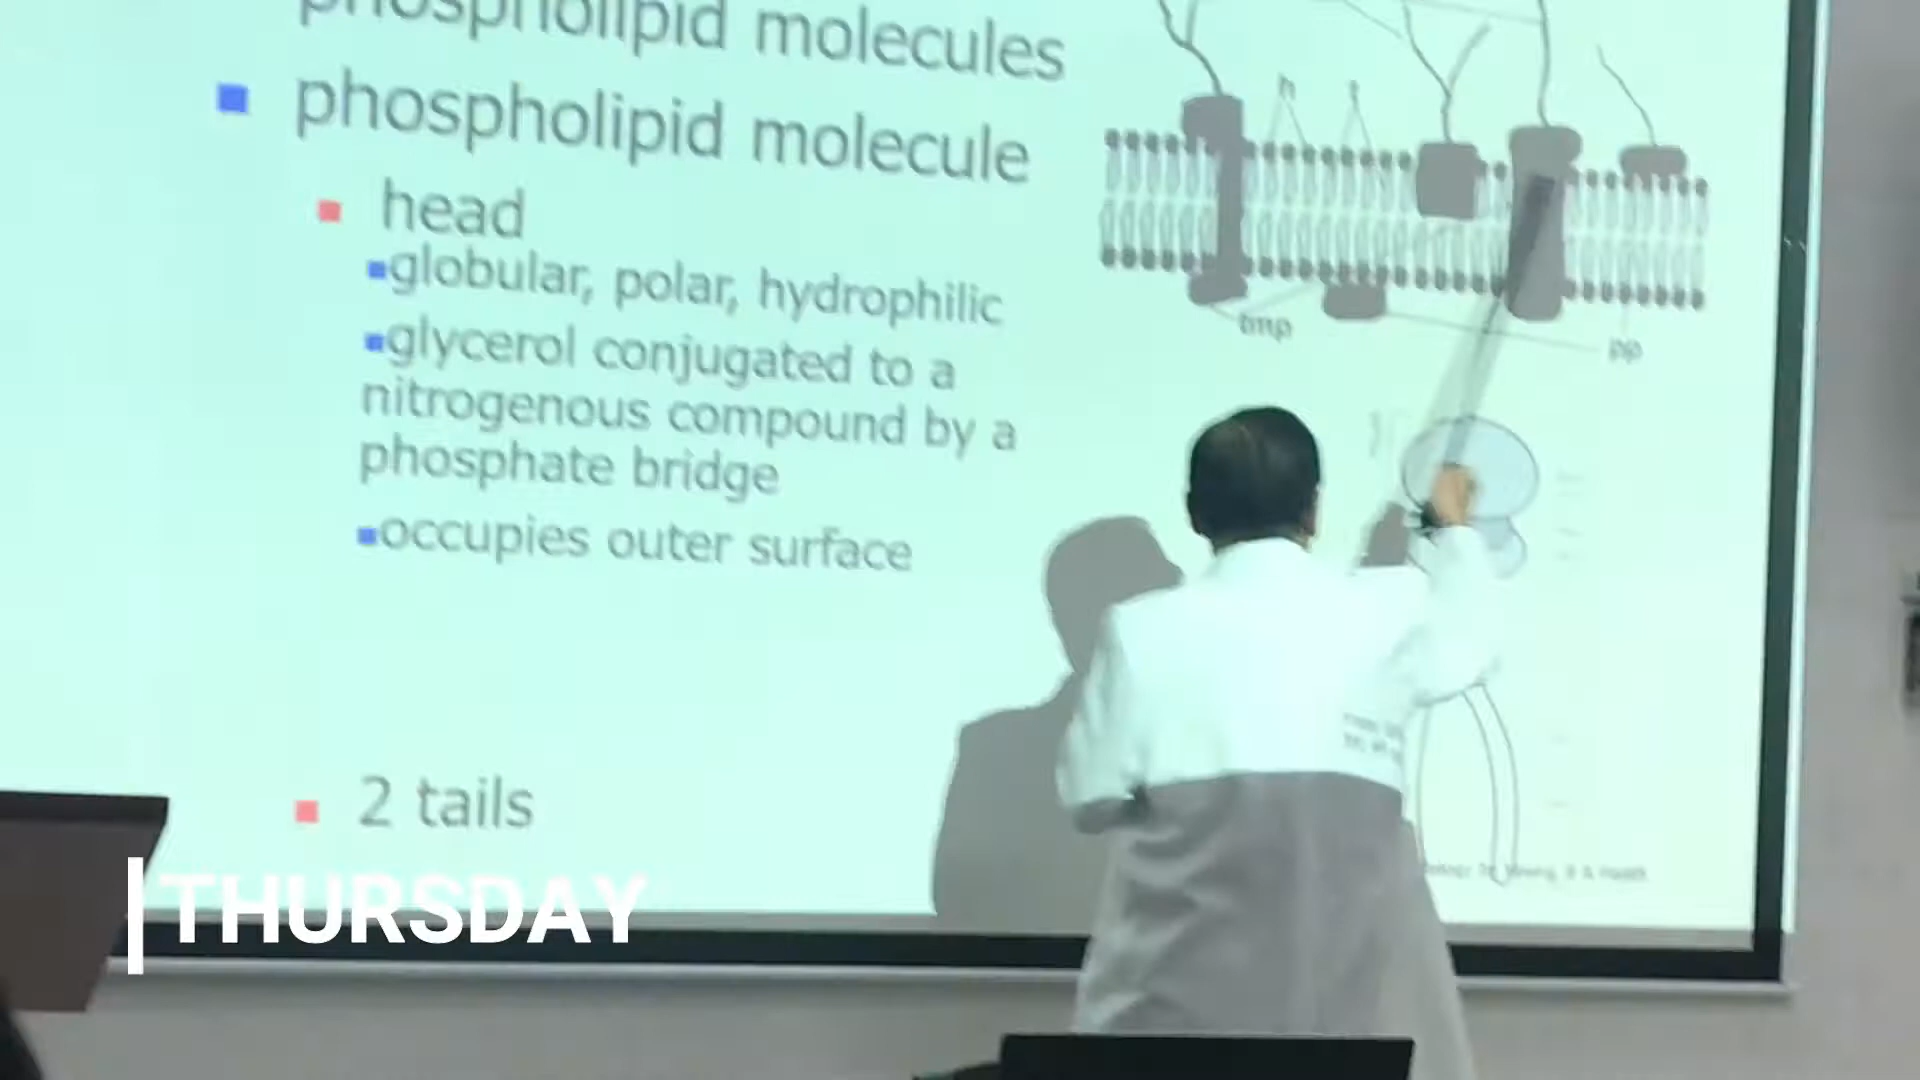 phospholipid molecules
phospholipid molecule
head
globular, polar, hydrophilic
glycerol conjugated to a
nitrogenous compound by a
phosphate bridge
occupies outer surface
2 tails
h t
tmp
pp
THURSDAY